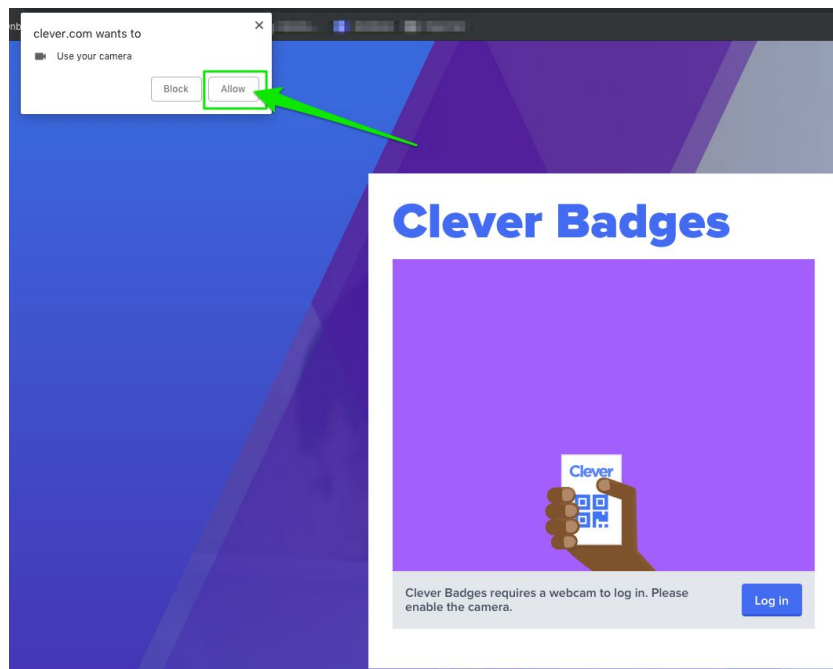 enb
clever.com wants to
Use your camera
Block
Allow
Clever Badges
Clever
Clever Badges requires a webcam to log in. Please
enable the camera.
Log in